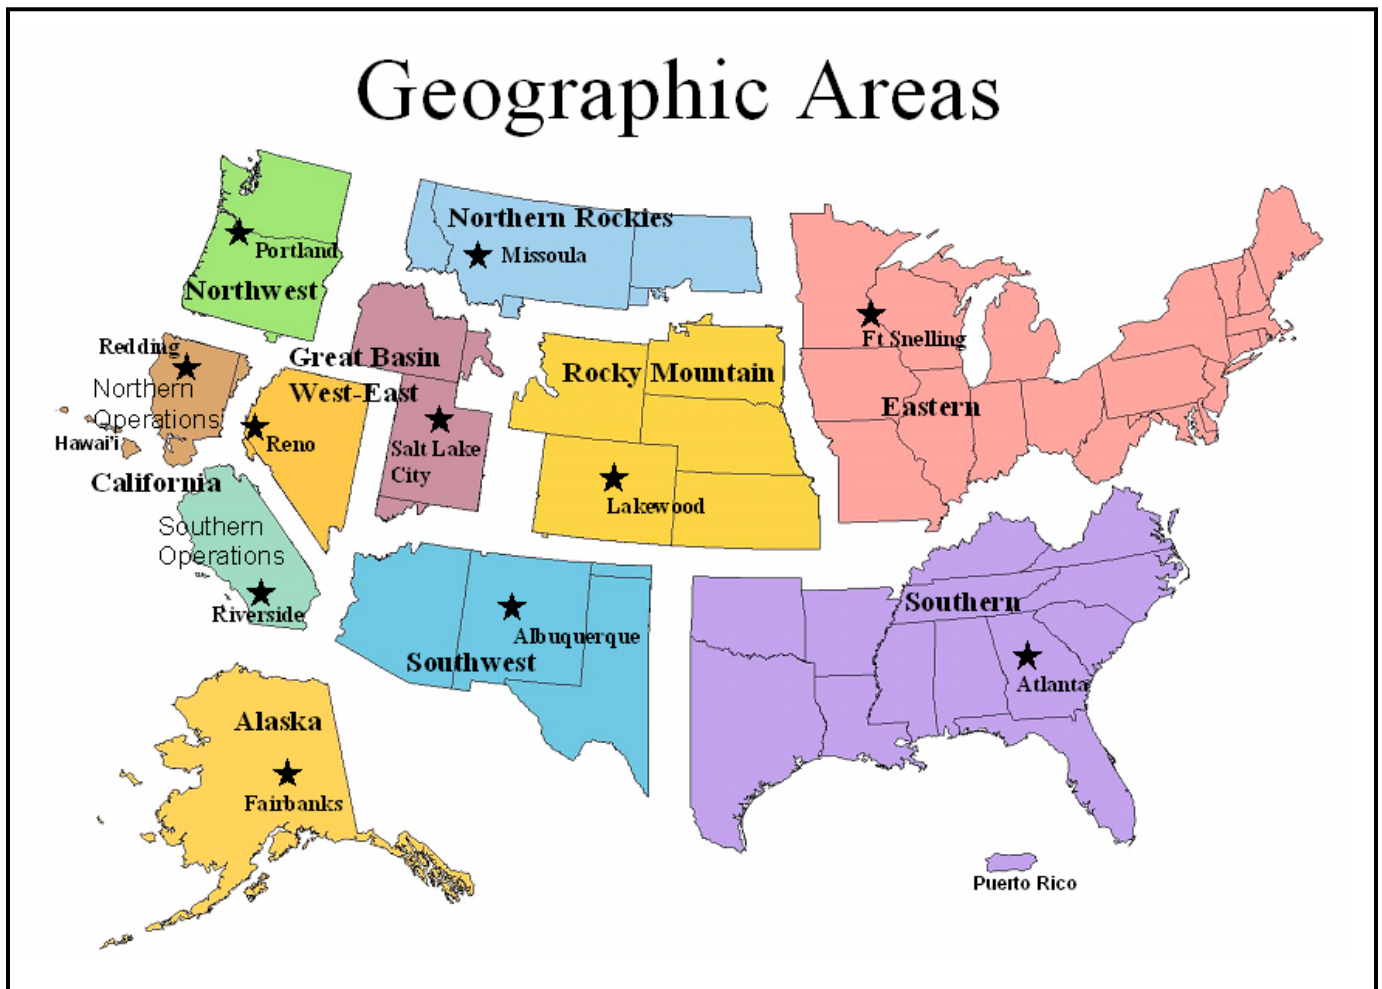 Geographic Areas
Northern Rockies
Missoula
Portland
Northwest
Ft Snelling
Eastern
Redding
Northern
Operations
Hawai'i
California
Great Basin
West-East
Reno
Salt Lake
City
Rocky Mountain
Lakewood
Southern
Operations
Riverside
Albuquerque
Southwest
Southern
Atlanta
Alaska
Fairbanks
Puerto Rico